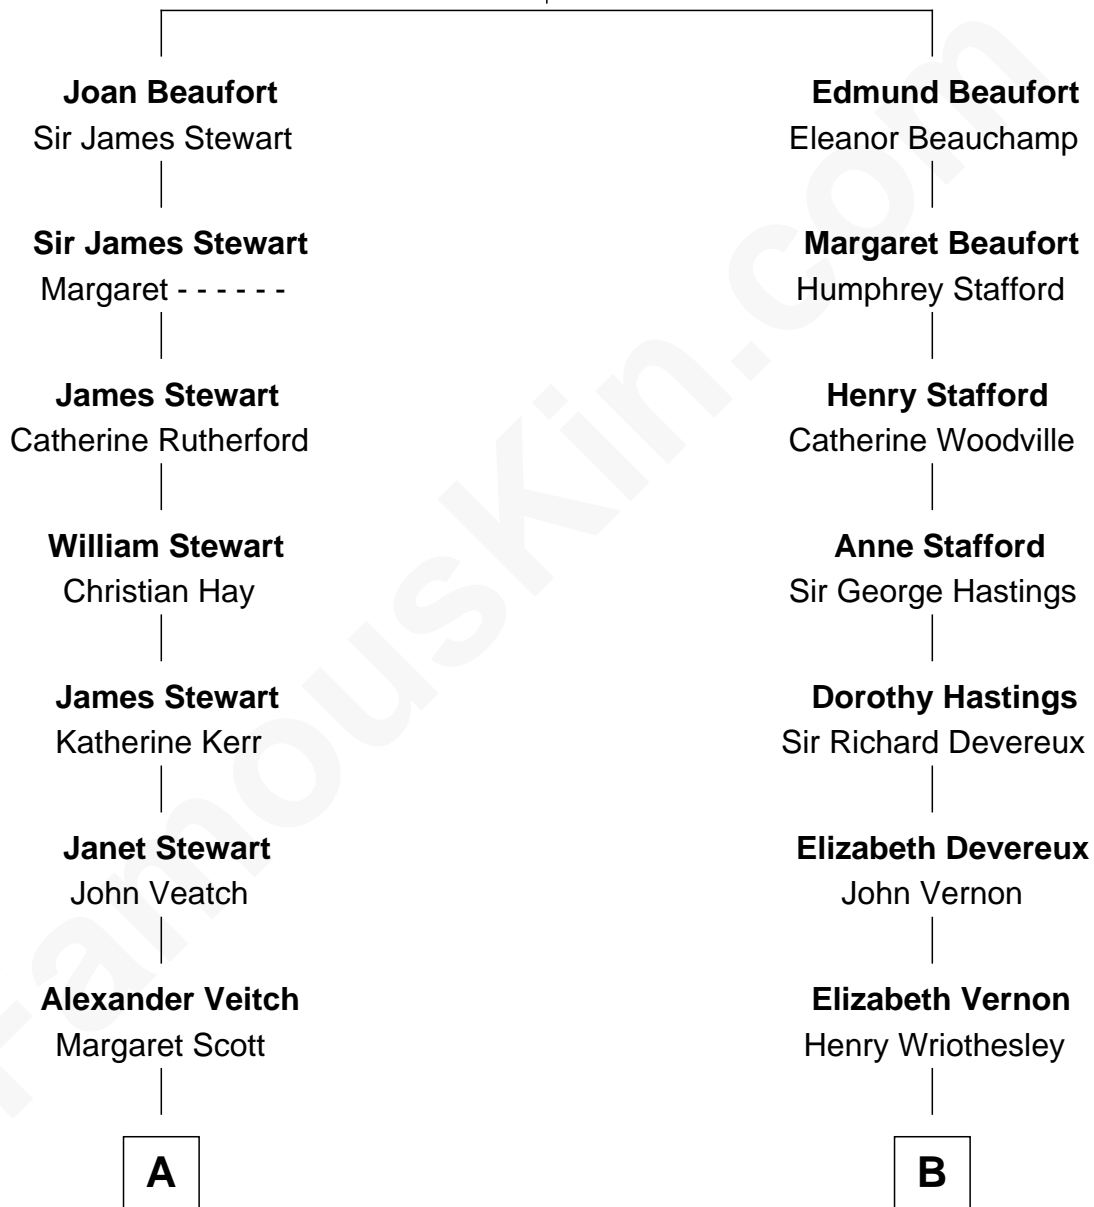 Joan Beaufort
Sir James Stewart
Sir James Stewart
Margaret - - - - - -
James Stewart
Catherine Rutherford
William Stewart
Christian Hay
James Stewart
Katherine Kerr
Janet Stewart
John Veatch
Alexander Veitch
Margaret Scott
A
Edmund Beaufort
Eleanor Beauchamp
Margaret Beaufort
Humphrey Stafford
Henry Stafford
Catherine Woodville
Anne Stafford
Sir George Hastings
Dorothy Hastings
Sir Richard Devereux
Elizabeth Devereux
John Vernon
Elizabeth Vernon
Henry Wriothesley
B
FamousKin.com